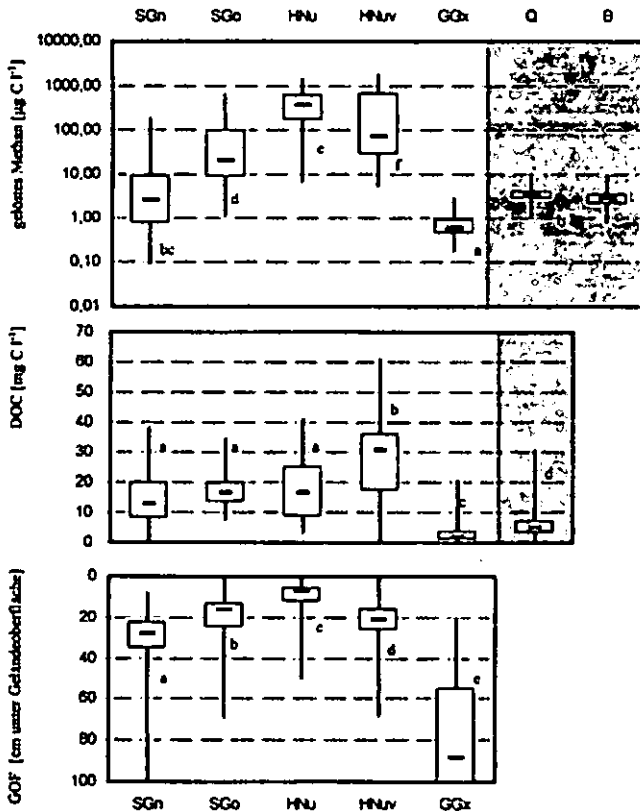 SGn SGo HNu HNuv GGx Q B
gelöstes Methan [µg C l⁻¹]
10000,00
1000,00
100,00
10,00
1,00
0,10
0,01
bc
d
e
f
a
DOC [mg C l⁻¹]
70
60
50
40
30
20
10
0
a
a
a
b
c
d
GOF [cm unter Geländeoberfläche]
0
20
40
60
80
100
a
b
c
d
e
SGn SGo HNu HNuv GGx